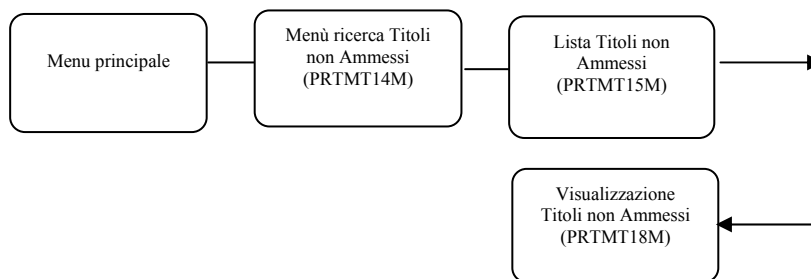 Menu principale
Menù ricerca Titoli
non Ammessi
(PRTMT14M)
Lista Titoli non
Ammessi
(PRTMT15M)
Visualizzazione
Titoli non Ammessi
(PRTMT18M)